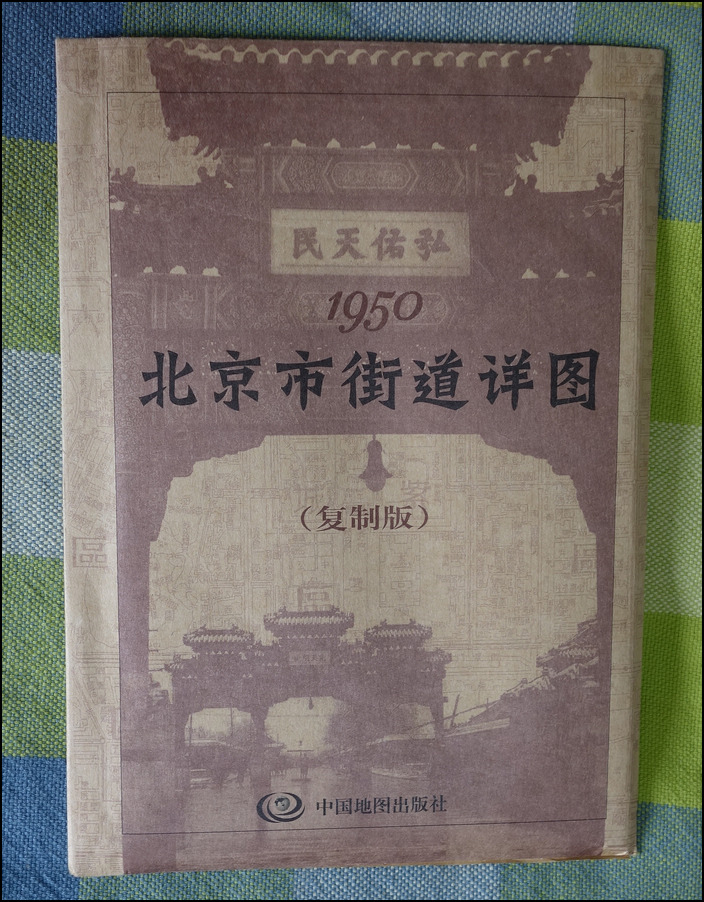 民天佑弘
1950
北京市街道详图
（复制版）
區
中国地图出版社